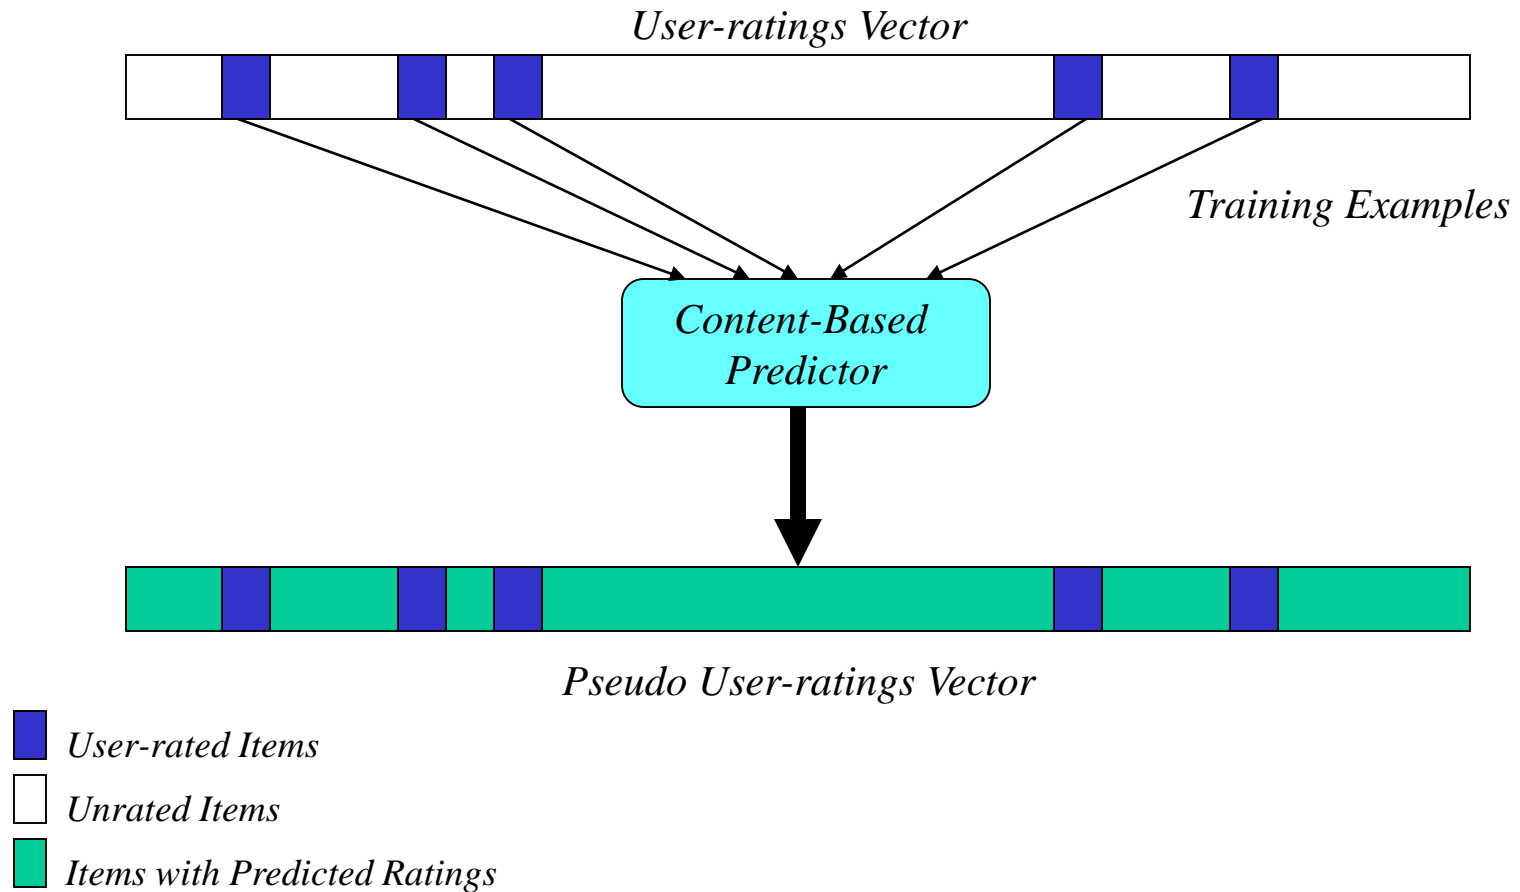 User-ratings Vector
Training Examples
Content-Based
Predictor
Pseudo User-ratings Vector
User-rated Items
Unrated Items
Items with Predicted Ratings